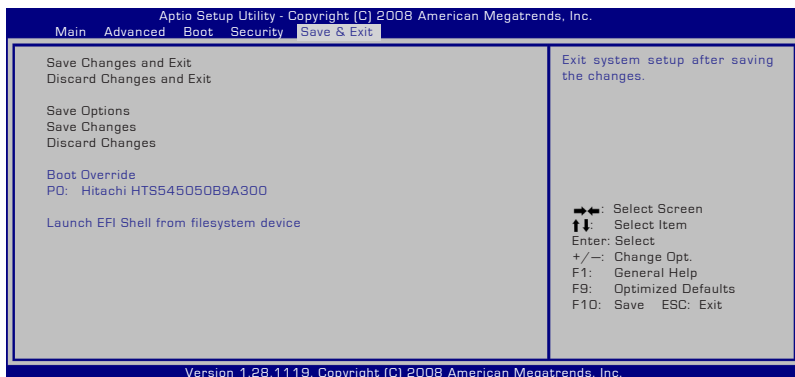 Aptio Setup Utility - Copyright (C) 2008 American Megatrends, Inc.
Main Advanced Boot Security Save & Exit
Save Changes and Exit
Discard Changes and Exit
Save Options
Save Changes
Discard Changes
Boot Override
P0: Hitachi HTS545050B9A300
Launch EFI Shell from filesystem device
Exit system setup after saving
the changes.
→←: Select Screen
↑↓: Select Item
Enter: Select
+/—: Change Opt.
F1: General Help
F9: Optimized Defaults
F10: Save ESC: Exit
Version 1.28.1119. Copyright (C) 2008 American Megatrends, Inc.